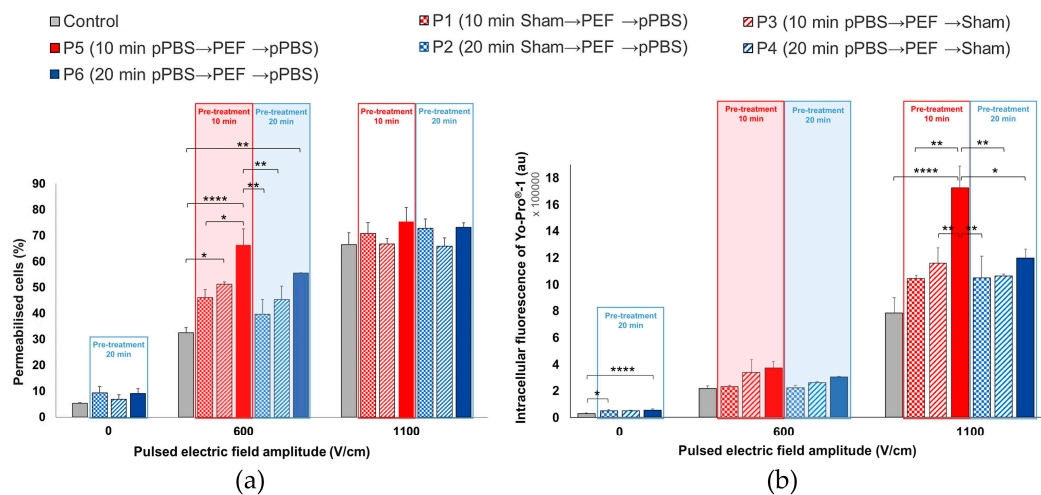 Control
P1 (10 min Sham→PEF →pPBS)
P3 (10 min pPBS→PEF →Sham)
P5 (10 min pPBS→PEF →pPBS)
P2 (20 min Sham→PEF →pPBS)
P4 (20 min pPBS→PEF →Sham)
P6 (20 min pPBS→PEF →pPBS)
Permeabilised cells (%)
90
80
70
60
50
40
30
20
10
0
Pre-treatment
20 min
Pre-treatment
10 min
Pre-treatment
20 min
Pre-treatment
10 min
Pre-treatment
20 min
**
**
**
****
*
*
0
600
1100
Pulsed electric field amplitude (V/cm)
(a)
Intracellular fluorescence of Yo-Pro®-1 (au)
x 100000
18
16
14
12
10
8
6
4
2
0
Pre-treatment
20 min
Pre-treatment
10 min
Pre-treatment
20 min
Pre-treatment
10 min
Pre-treatment
20 min
****
*
**
**
****
*
**
**
0
600
1100
Pulsed electric field amplitude (V/cm)
(b)